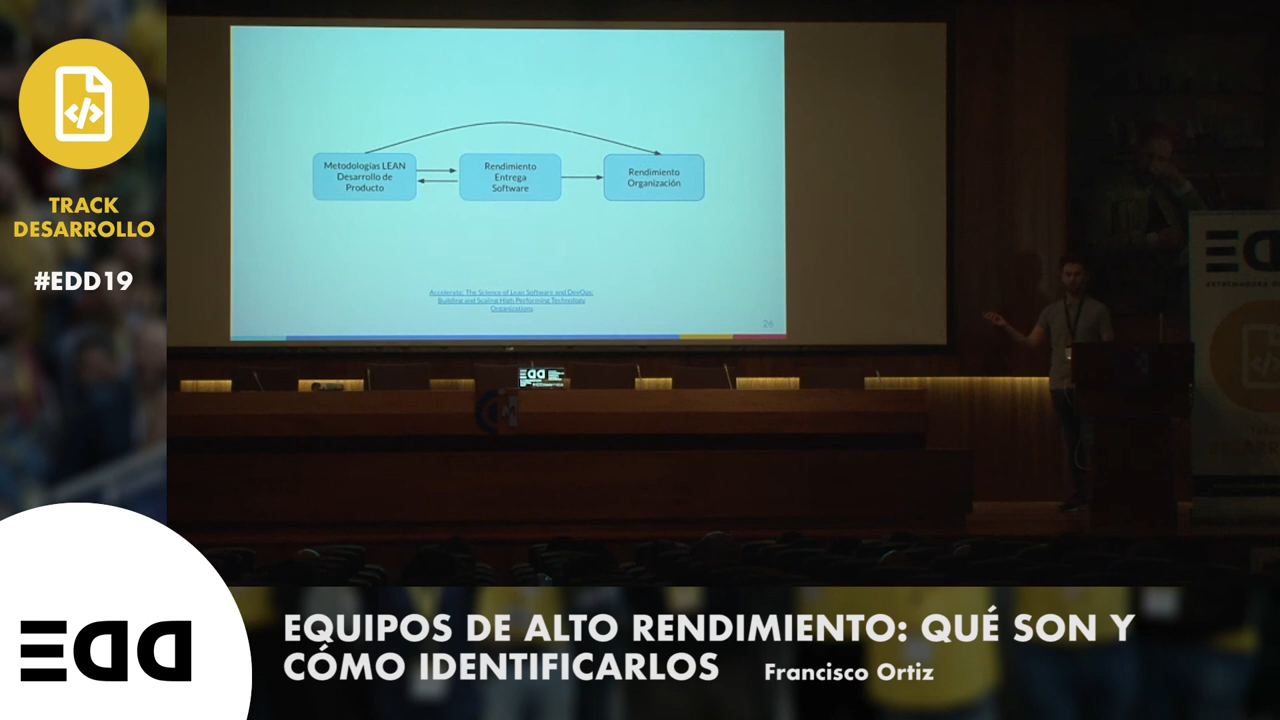 TRACK
DESARROLLO
#EDD19
Metodologías LEAN
Desarrollo de
Producto
Rendimiento
Entrega
Software
Rendimiento
Organización
Accelerate: The Science of Lean Software and DevOps:
Building and Scaling High Performing Technology
Organizations
26
EDD
EDD
EQUIPOS DE ALTO RENDIMIENTO: QUÉ SON Y
CÓMO IDENTIFICARLOS Francisco Ortiz